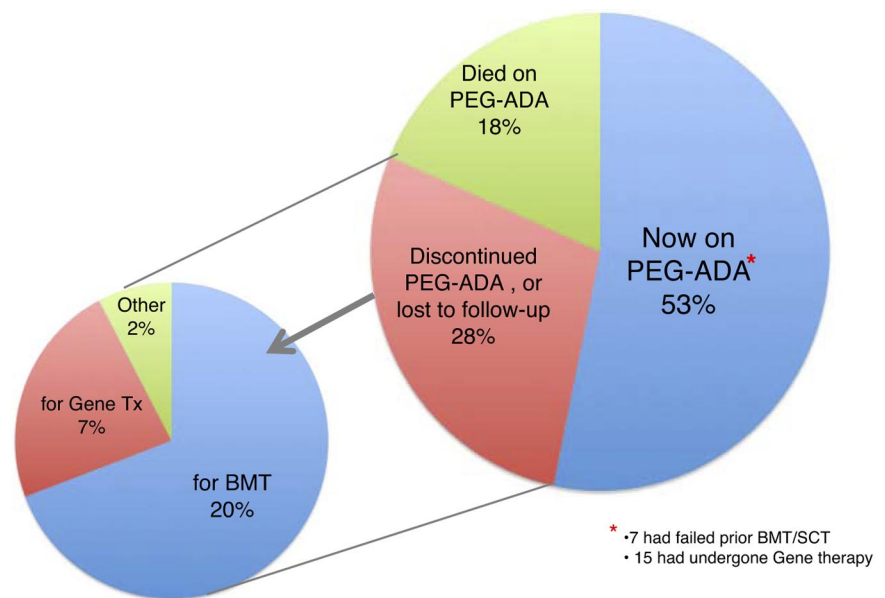 Died on
PEG-ADA
18%
Now on
PEG-ADA*
53%
Discontinued
PEG-ADA , or
lost to follow-up
28%
Other
2%
for Gene Tx
7%
for BMT
20%
* •7 had failed prior BMT/SCT
• 15 had undergone Gene therapy